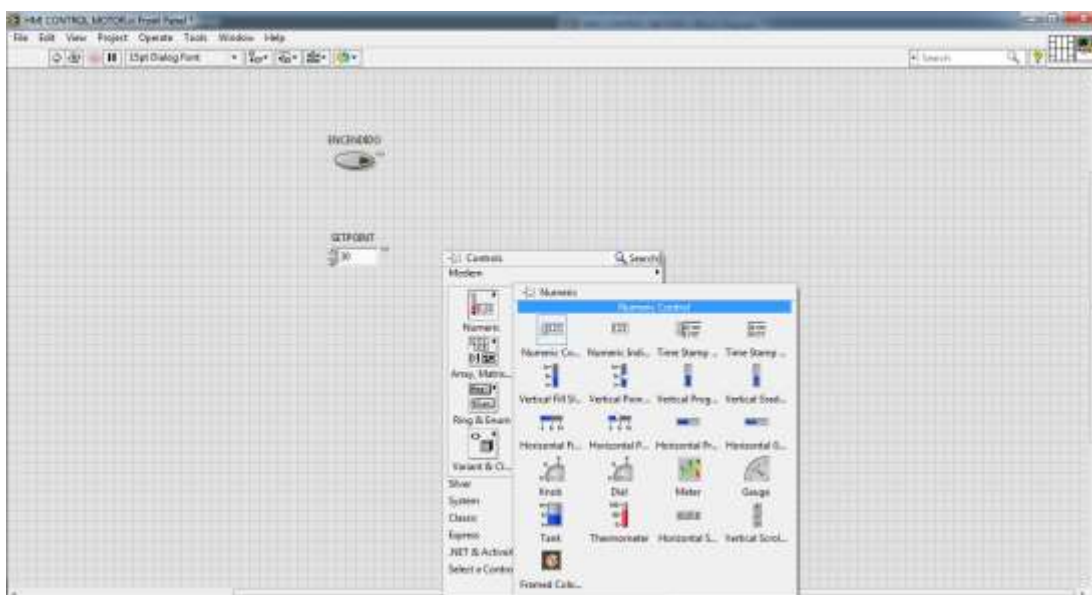 HMI CONTROL MOTOR.vi Front Panel *
File Edit View Project Operate Tools Window Help
15pt Dialog Font
Search
ENCENDIDO
SETPOINT
30
Controls
Search
Modern
Numeric
Array, Matrix...
Ring & Enum
Variant & Cl...
Silver
System
Classic
Express
.NET & ActiveX
Select a Control
Numeric
Numeric Control
Numeric Co... Numeric Indi... Time Stamp ... Time Stamp ...
Vertical Fill Sl... Vertical Poin... Vertical Prog... Vertical Grad...
Horizontal Fi... Horizontal P... Horizontal Pr... Horizontal G...
Knob Dial Meter Gauge
Tank Thermometer Horizontal S... Vertical Scrol...
Framed Colo...